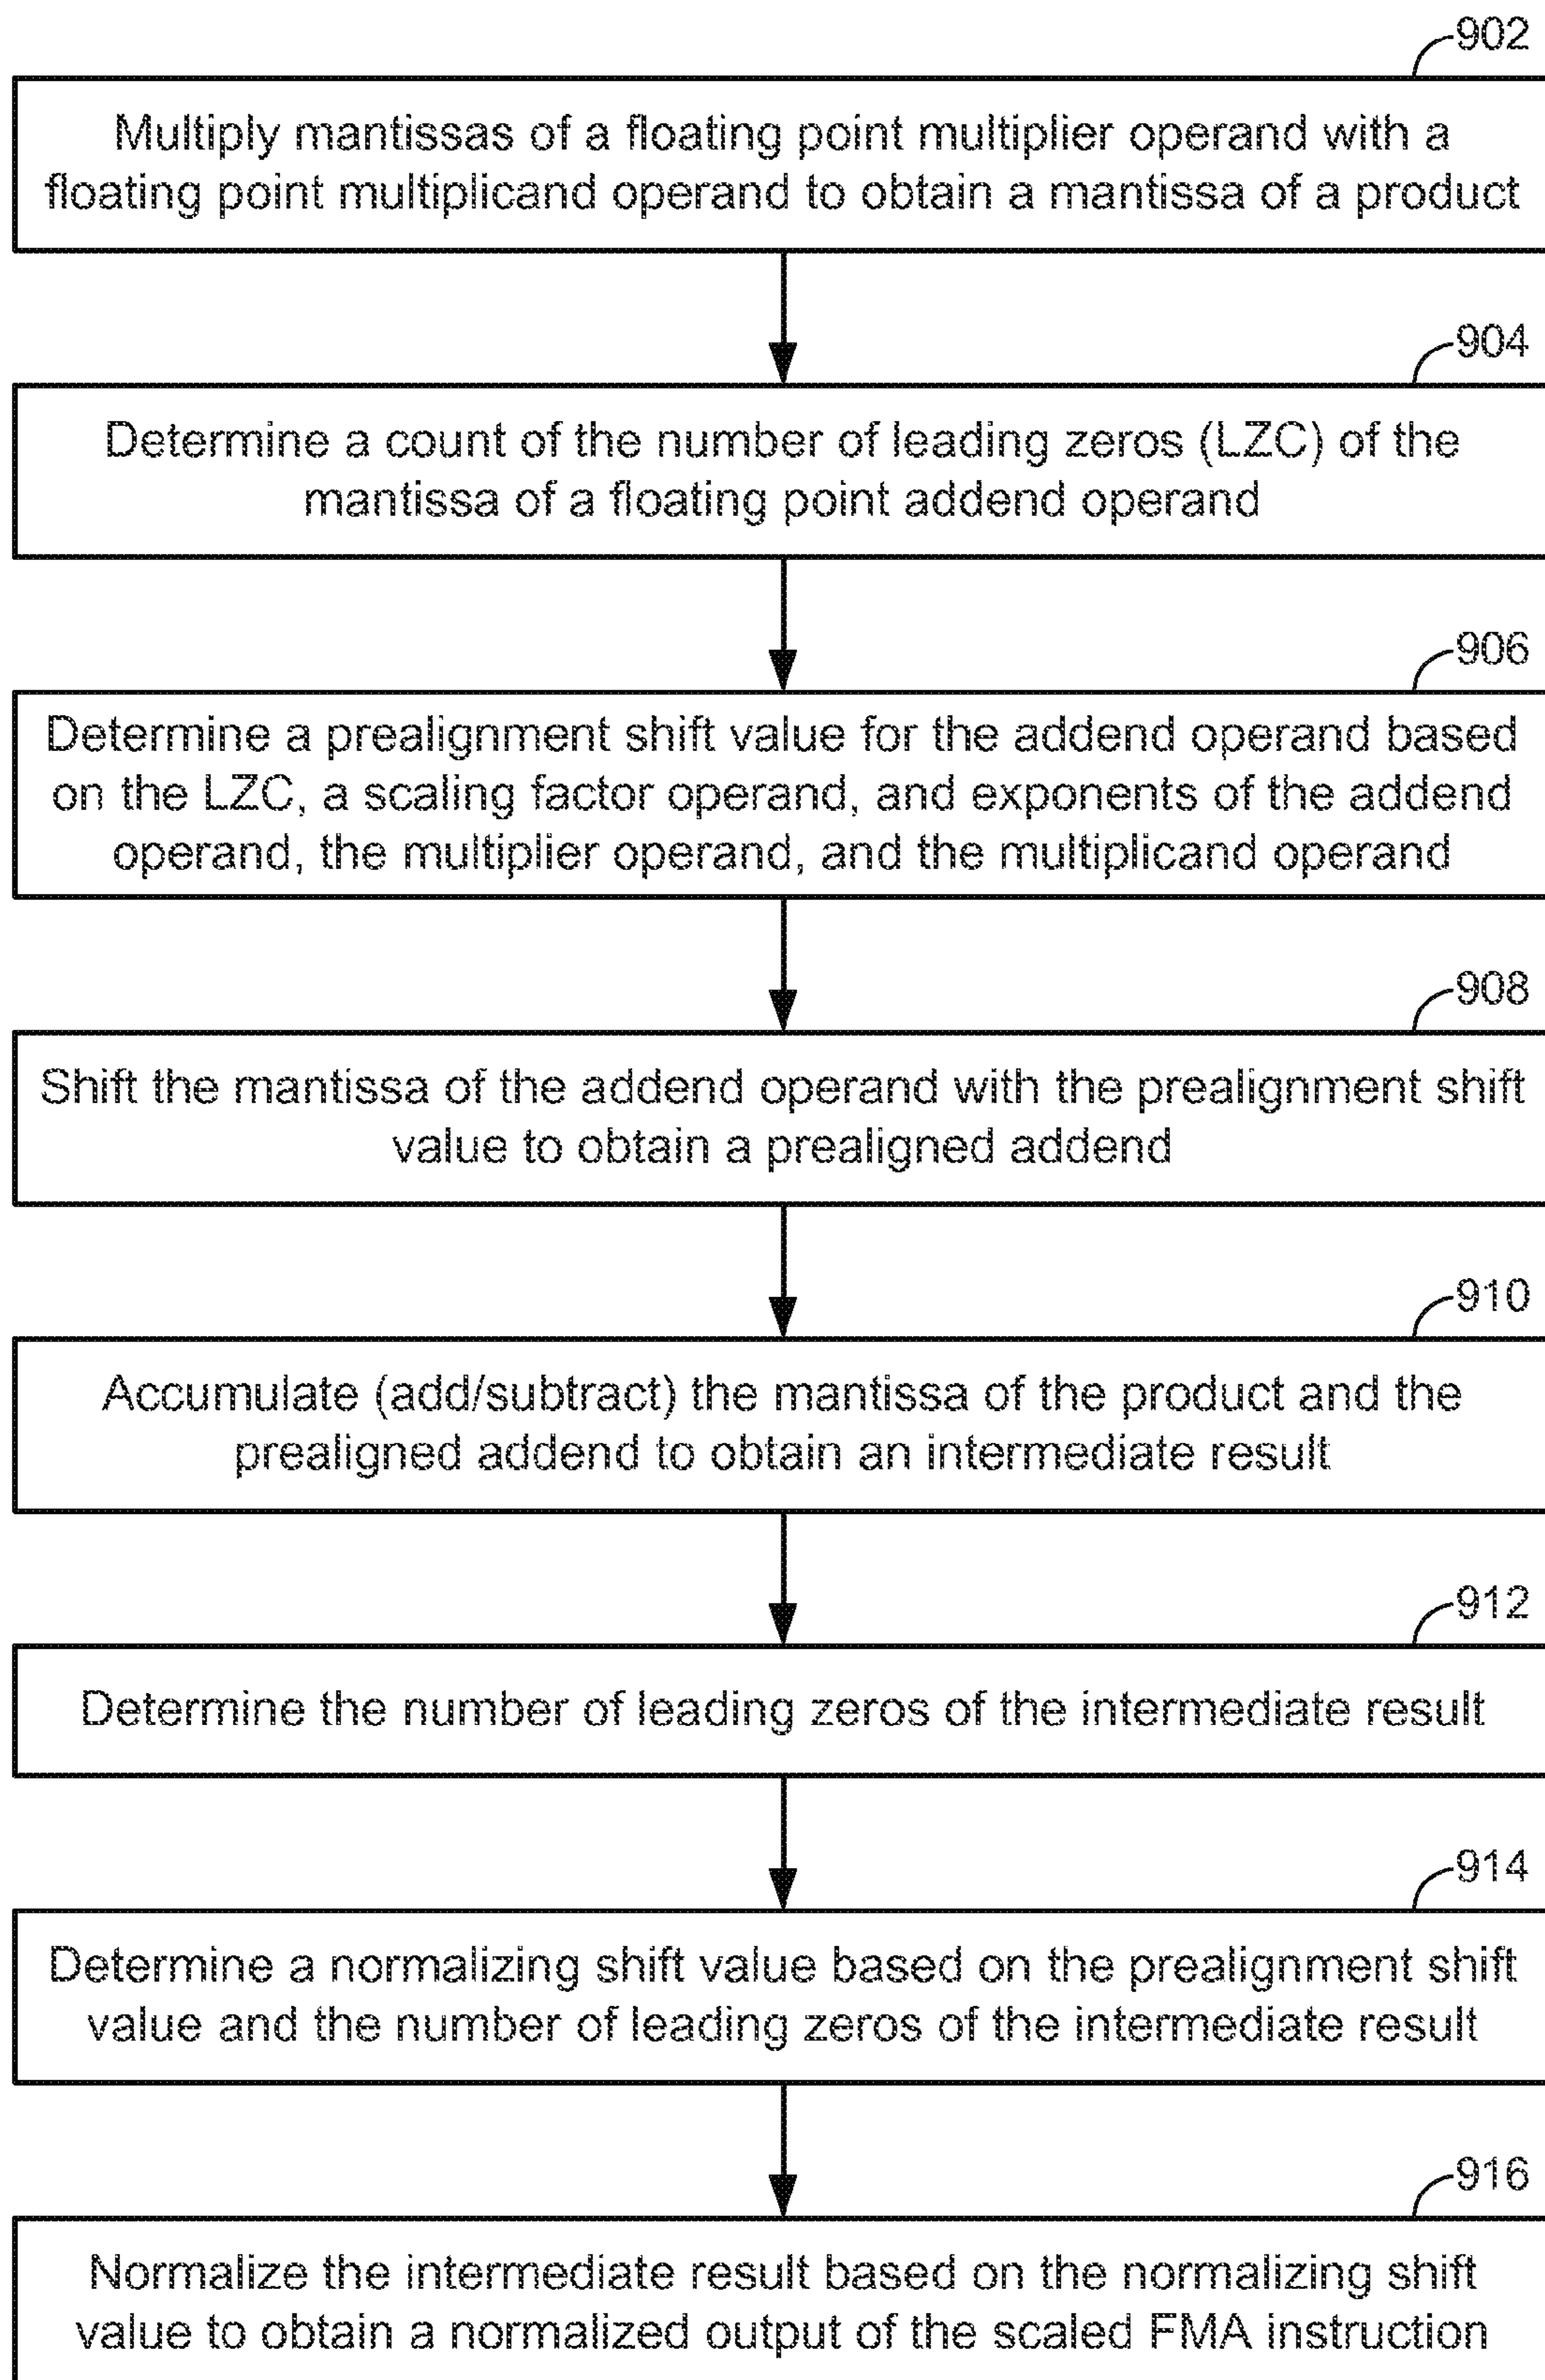 902
Multiply mantissas of a floating point multiplier operand with a
floating point multiplicand operand to obtain a mantissa of a product
904
Determine a count of the number of leading zeros (LZC) of the
mantissa of a floating point addend operand
906
Determine a prealignment shift value for the addend operand based
on the LZC, a scaling factor operand, and exponents of the addend
operand, the multiplier operand, and the multiplicand operand
908
Shift the mantissa of the addend operand with the prealignment shift
value to obtain a prealigned addend
910
Accumulate (add/subtract) the mantissa of the product and the
prealigned addend to obtain an intermediate result
912
Determine the number of leading zeros of the intermediate result
914
Determine a normalizing shift value based on the prealignment shift
value and the number of leading zeros of the intermediate result
916
Normalize the intermediate result based on the normalizing shift
value to obtain a normalized output of the scaled FMA instruction